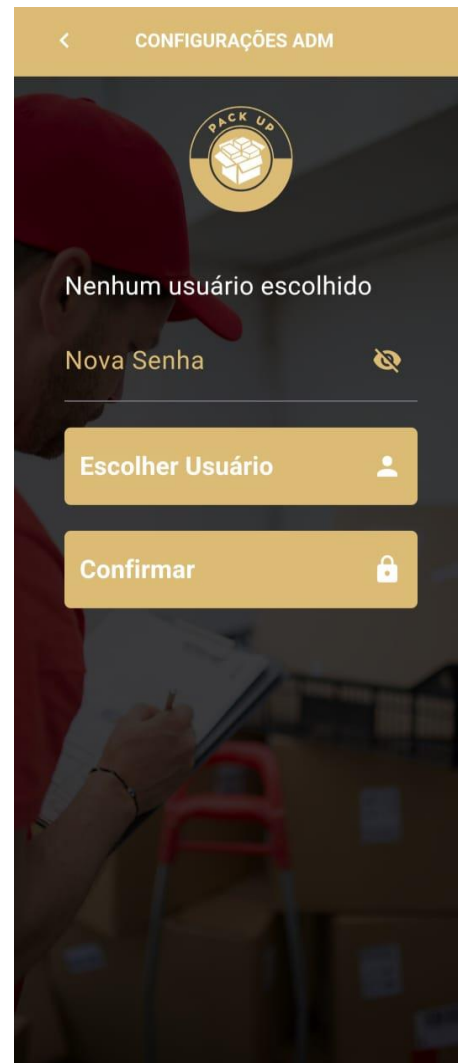 CONFIGURAÇÕES ADM
PACK UP
Nenhum usuário escolhido
Nova Senha
Escolher Usuário
Confirmar